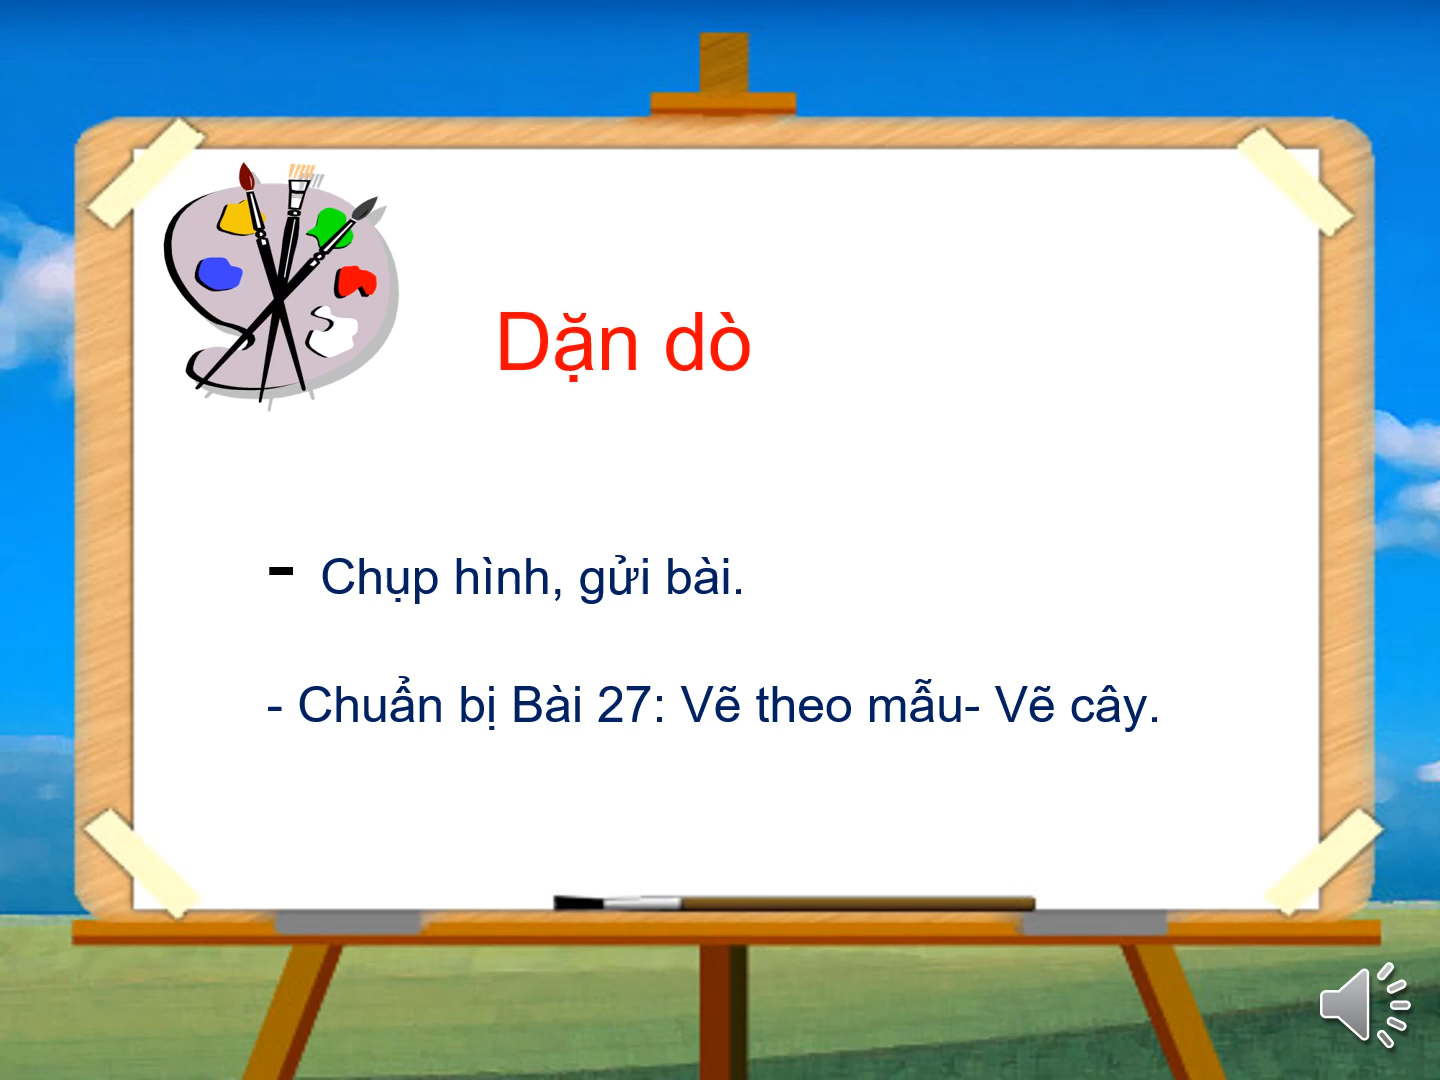 Dặn dò
- Chụp hình, gửi bài.
- Chuẩn bị Bài 27: Vẽ theo mẫu- Vẽ cây.